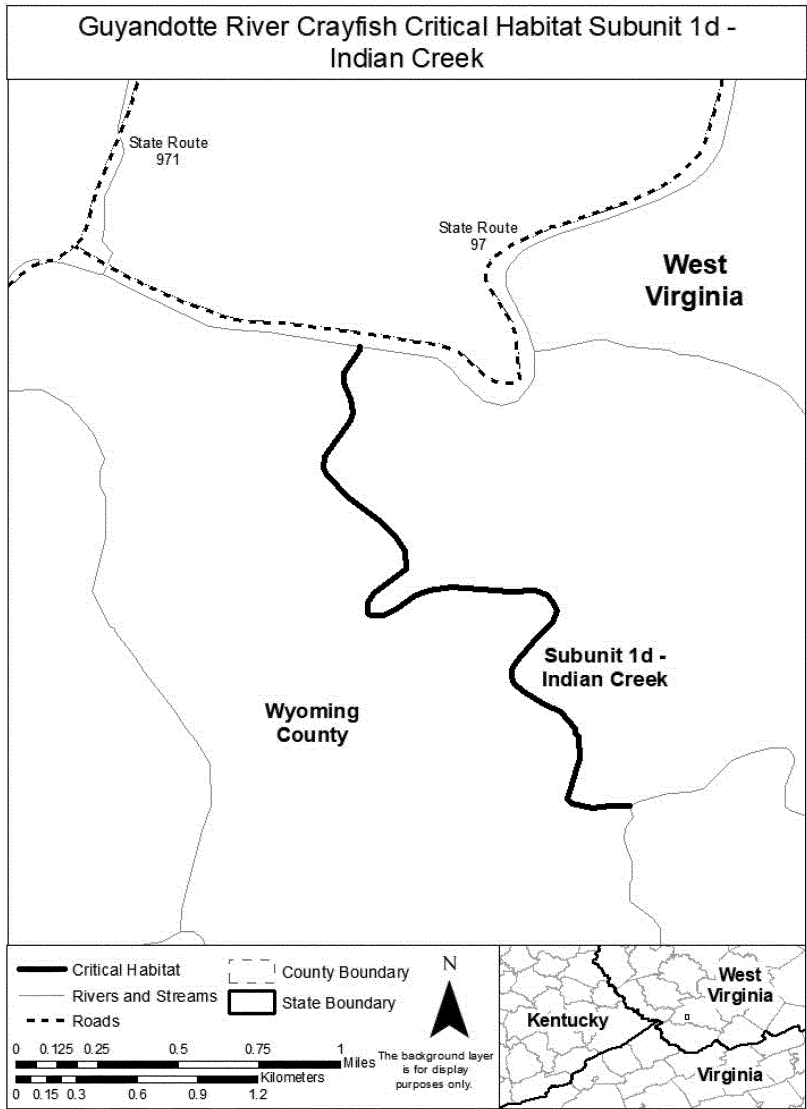 Guyandotte River Crayfish Critical Habitat Subunit 1d -
Indian Creek
State Route
971
State Route
97
West
Virginia
Subunit 1d -
Indian Creek
Wyoming
County
Critical Habitat
Rivers and Streams
Roads
County Boundary
State Boundary
N
The background layer
is for display
purposes only.
0 0.125 0.25 0.5 0.75 1
Miles
Kilometers
0 0.15 0.3 0.6 0.9 1.2
West
Virginia
Kentucky
Virginia